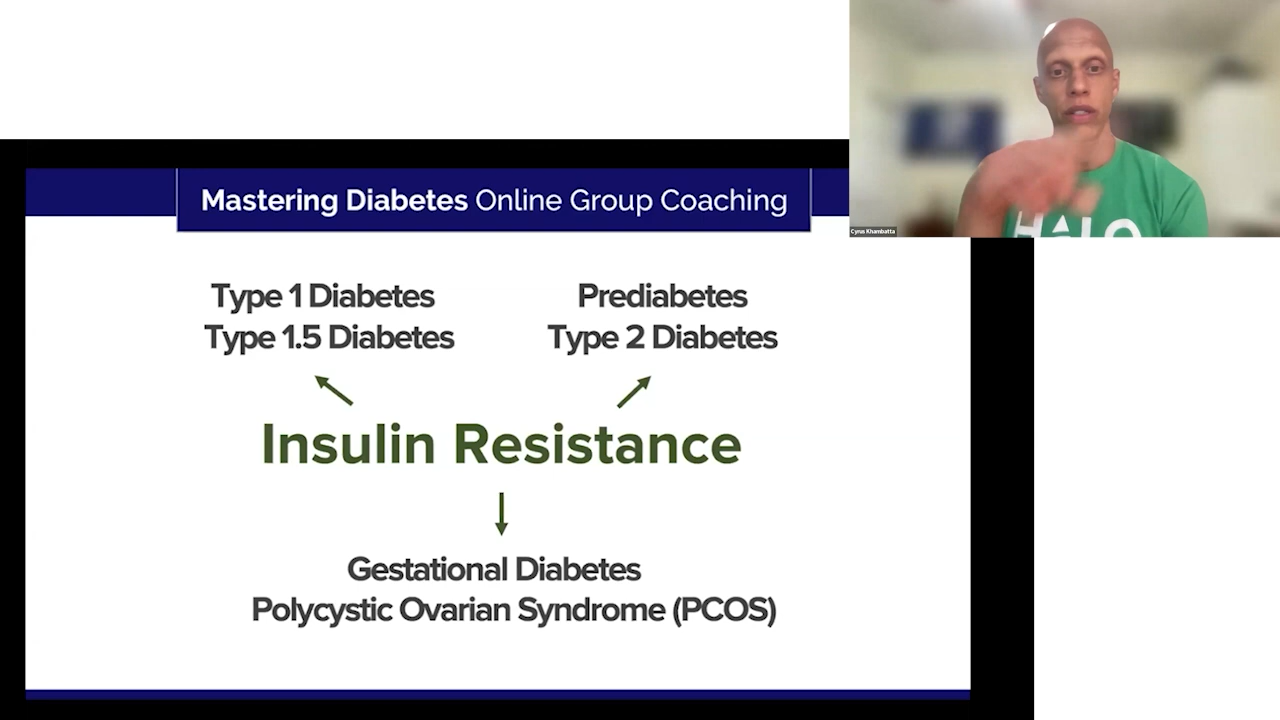 Mastering Diabetes Online Group Coaching
Type 1 Diabetes
Type 1.5 Diabetes
Prediabetes
Type 2 Diabetes
Insulin Resistance
Gestational Diabetes
Polycystic Ovarian Syndrome (PCOS)
Cyrus Khambatta
HALO